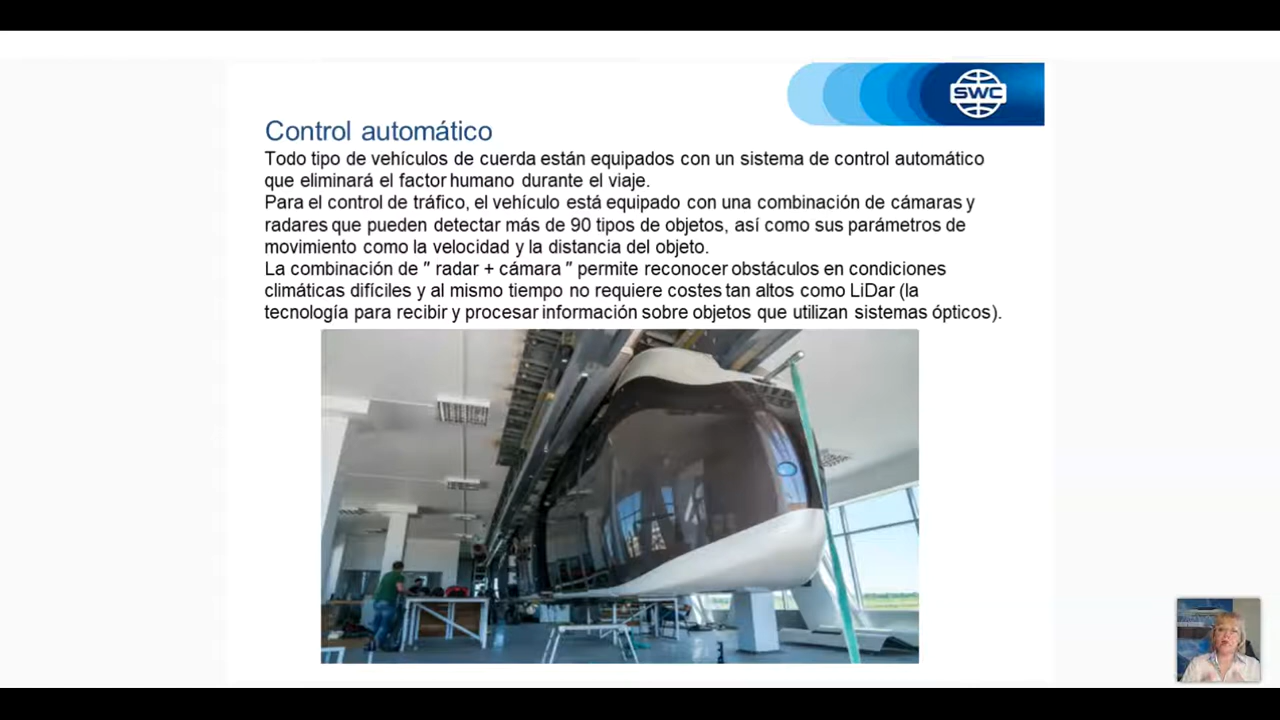 SWC
Control automático
Todo tipo de vehículos de cuerda están equipados con un sistema de control automático
que eliminará el factor humano durante el viaje.
Para el control de tráfico, el vehículo está equipado con una combinación de cámaras y
radares que pueden detectar más de 90 tipos de objetos, así como sus parámetros de
movimiento como la velocidad y la distancia del objeto.
La combinación de " radar + cámara " permite reconocer obstáculos en condiciones
climáticas difíciles y al mismo tiempo no requiere costes tan altos como LiDar (la
tecnología para recibir y procesar información sobre objetos que utilizan sistemas ópticos).